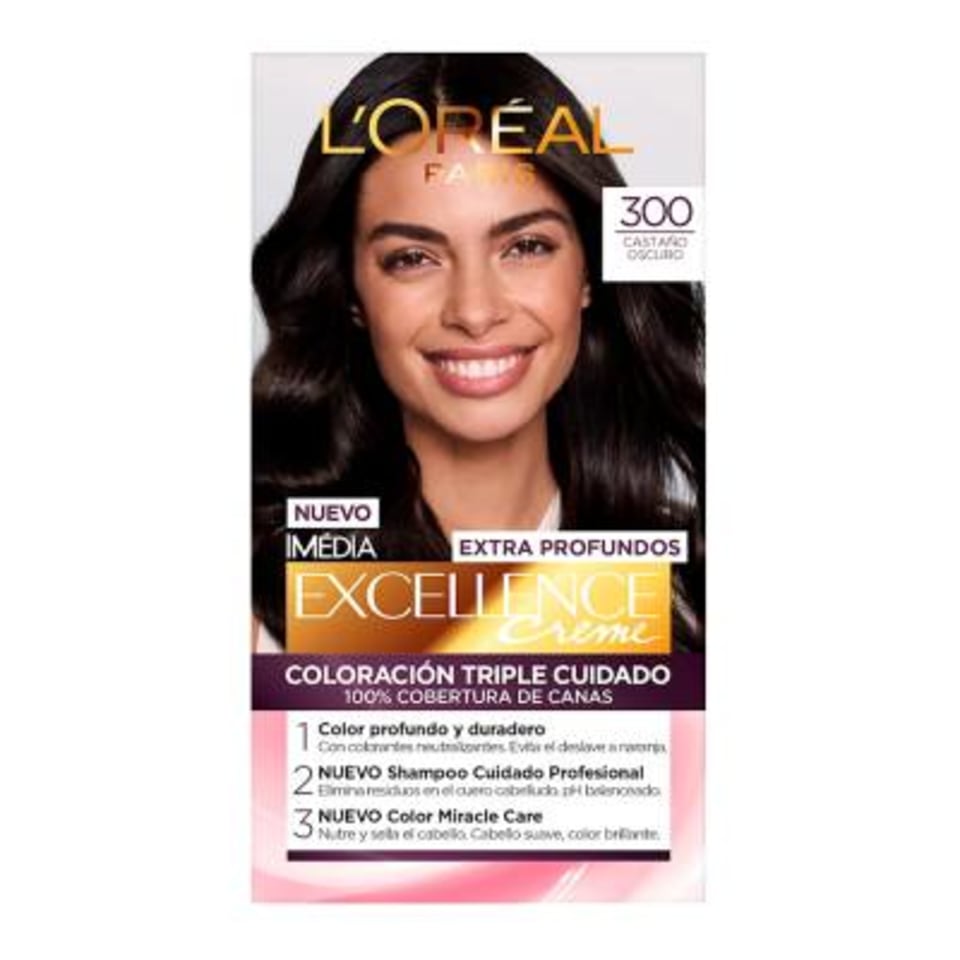 L'ORÉAL
PARIS
300
CASTAÑO
OSCURO
NUEVO
IMÉDIA
EXTRA PROFUNDOS
EXCELLENCE
Creme
COLORACIÓN TRIPLE CUIDADO
100% COBERTURA DE CANAS
1 Color profundo y duradero
Con colorantes neutralizantes. Evita el deslave a naranja.
2 NUEVO Shampoo Cuidado Profesional
Elimina residuos en el cuero cabelludo. pH balanceado.
3 NUEVO Color Miracle Care
Nutre y sella el cabello. Cabello suave, color brillante.